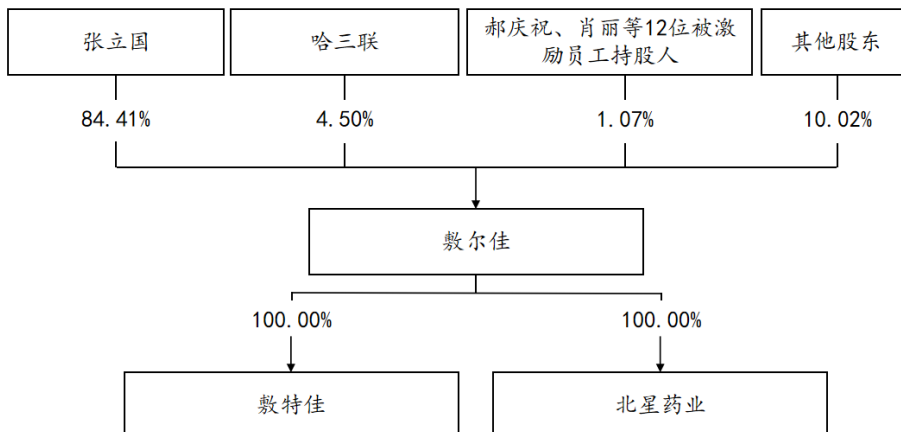 张立国
哈三联
郝庆祝、肖丽等12位被激
励员工持股人
其他股东
84.41%
4.50%
1.07%
10.02%
敷尔佳
100.00%
100.00%
敷特佳
北星药业